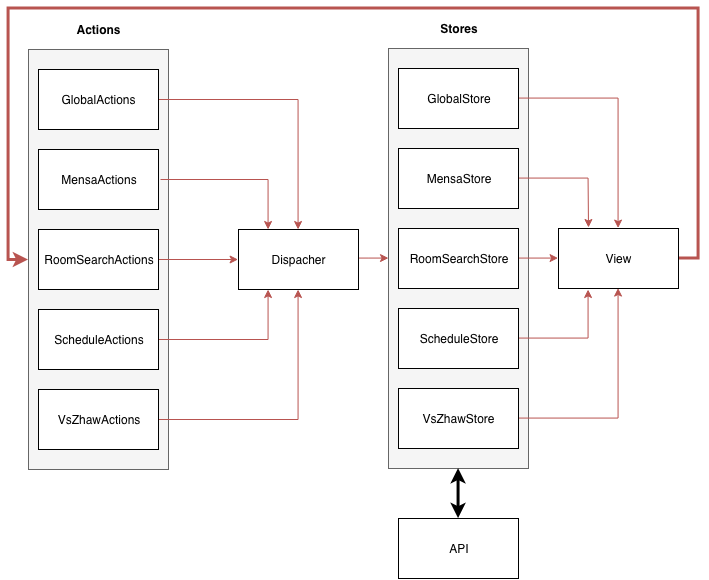 Actions
Stores
GlobalActions
MensaActions
RoomSearchActions
ScheduleActions
VsZhawActions
Dispacher
GlobalStore
MensaStore
RoomSearchStore
ScheduleStore
VsZhawStore
View
API